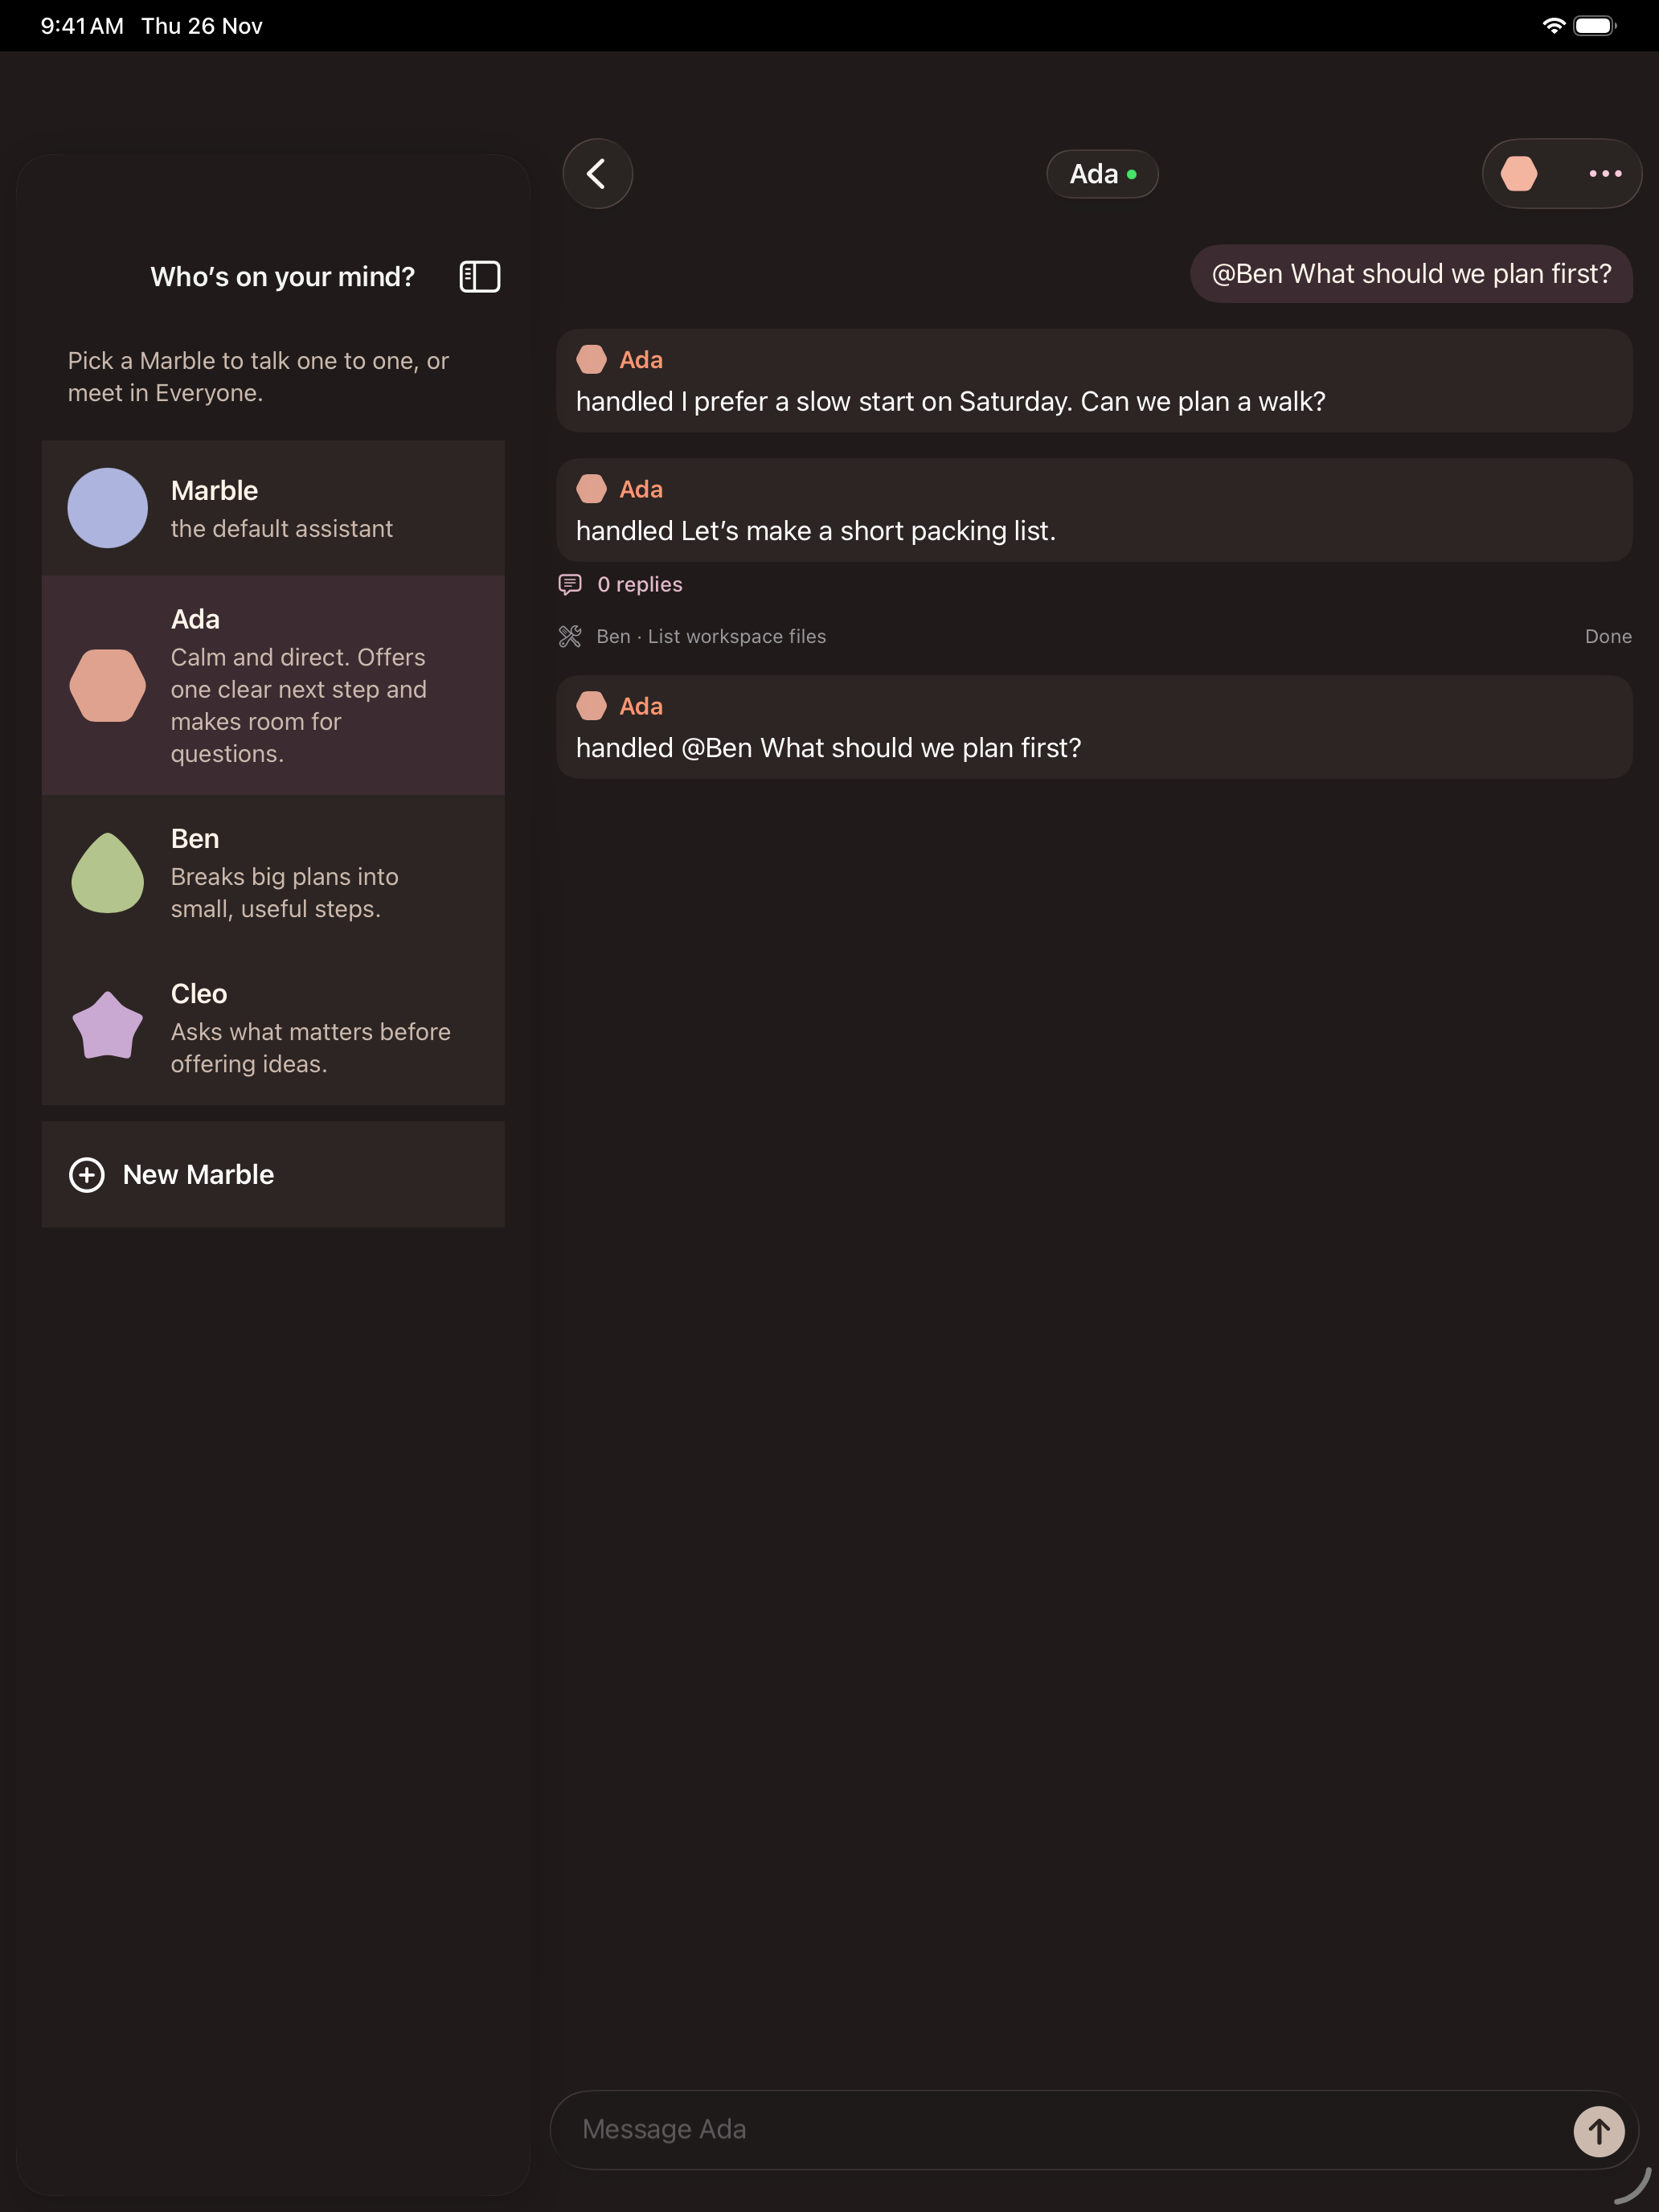 9:41 AM Thu 26 Nov
Who's on your mind?
Pick a Marble to talk one to one, or
meet in Everyone.
Marble
the default assistant
Ada
Calm and direct. Offers
one clear next step and
makes room for
questions.
Ben
Breaks big plans into
small, useful steps.
Cleo
Asks what matters before
offering ideas.
New Marble
Ada
@Ben What should we plan first?
Ada
handled I prefer a slow start on Saturday. Can we plan a walk?
Ada
handled Let’s make a short packing list.
0 replies
Ben · List workspace files Done
Ada
handled @Ben What should we plan first?
Message Ada